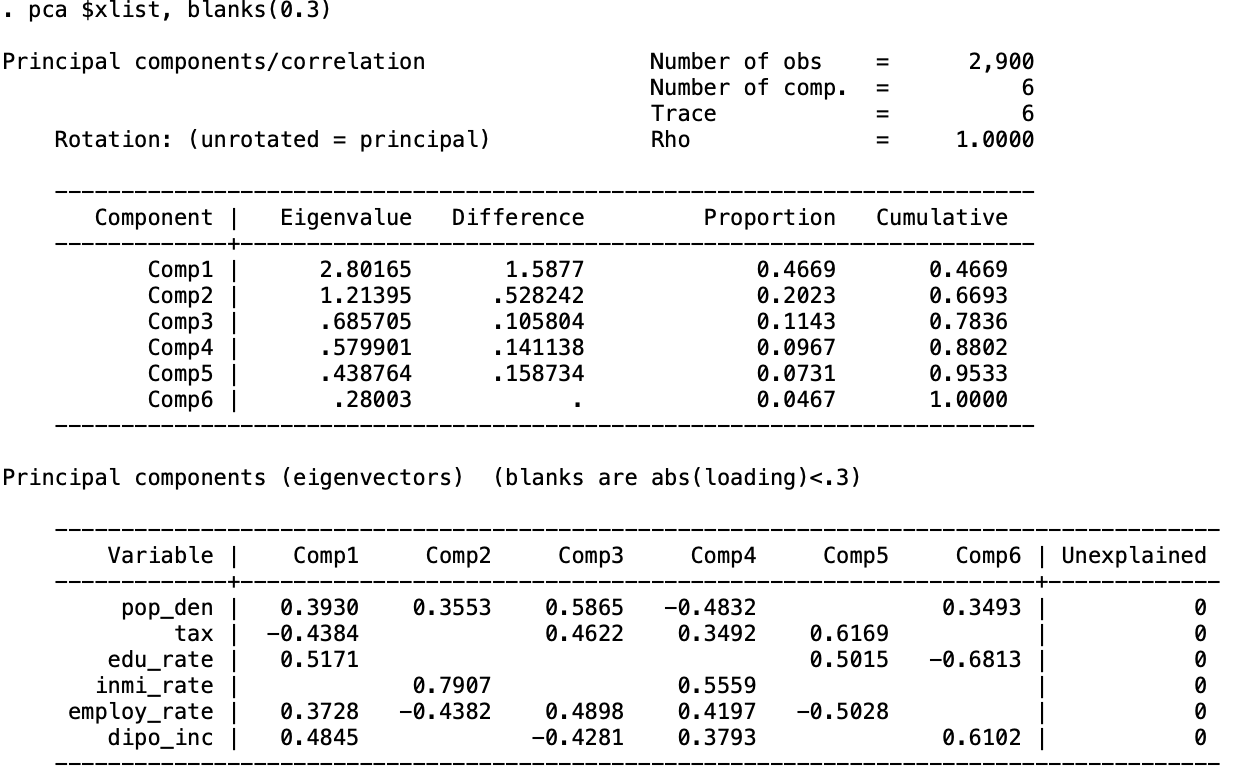 . pca $xlist, blanks(0.3)
Principal components/correlation                 Number of obs    =      2,900
                                                 Number of comp.  =          6
                                                 Trace            =          6
    Rotation: (unrotated = principal)            Rho              =     1.0000
    --------------------------------------------------------------------------
       Component |   Eigenvalue   Difference         Proportion   Cumulative
    -------------+------------------------------------------------------------
           Comp1 |      2.80165       1.5877             0.4669       0.4669
           Comp2 |      1.21395      .528242             0.2023       0.6693
           Comp3 |      .685705      .105804             0.1143       0.7836
           Comp4 |      .579901      .141138             0.0967       0.8802
           Comp5 |      .438764      .158734             0.0731       0.9533
           Comp6 |       .28003            .             0.0467       1.0000
    --------------------------------------------------------------------------
Principal components (eigenvectors)  (blanks are abs(loading)<.3)
    ----------------------------------------------------------------------------------------
        Variable |    Comp1     Comp2     Comp3     Comp4     Comp5     Comp6 | Unexplained
    -------------+------------------------------------------------------------+-------------
         pop_den |   0.3930    0.3553    0.5865   -0.4832              0.3493 |           0
             tax |  -0.4384              0.4622    0.3492    0.6169           |           0
        edu_rate |   0.5171                                  0.5015   -0.6813 |           0
       inmi_rate |             0.7907              0.5559                     |           0
     employ_rate |   0.3728   -0.4382    0.4898    0.4197   -0.5028           |           0
        dipo_inc |   0.4845             -0.4281    0.3793              0.6102 |           0
    ----------------------------------------------------------------------------------------